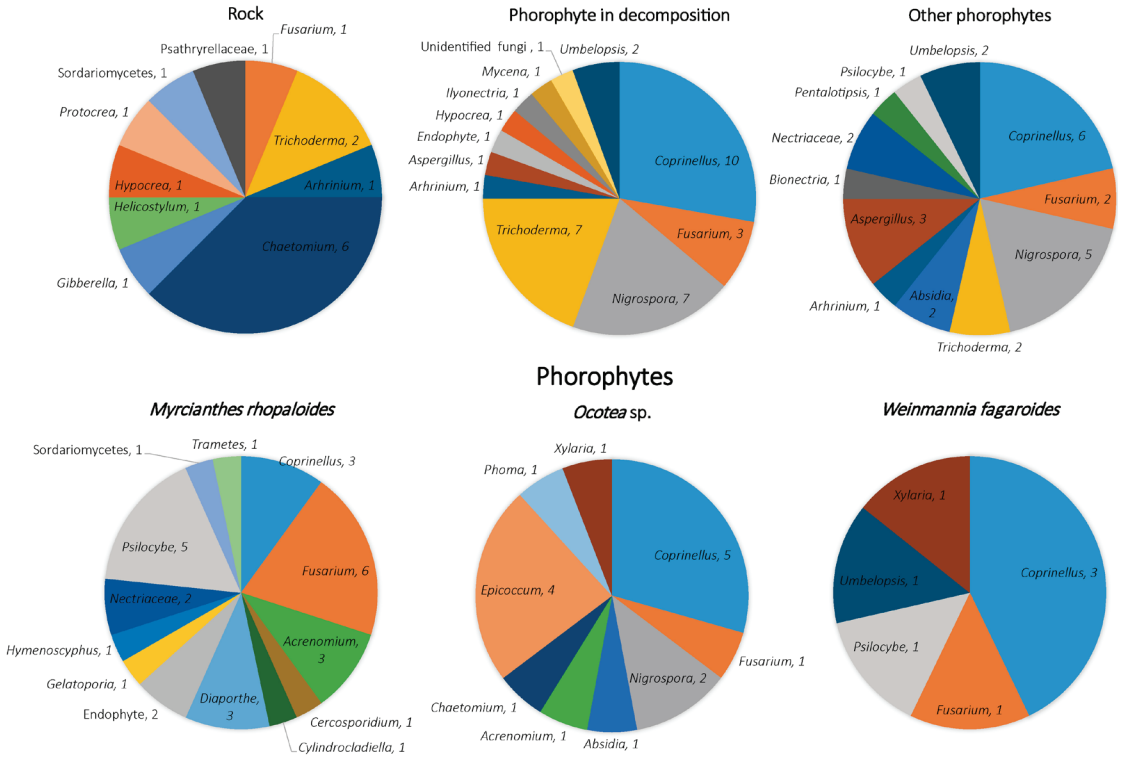 Rock
Fusarium, 1
Psathryrellaceae, 1
Sordariomycetes, 1
Protocrea, 1
Trichoderma, 2
Hypocrea, 1
Arhrinium, 1
Helicostylum, 1
Chaetomium, 6
Gibberella, 1
Phorophyte in decomposition
Unidentified fungi , 1
Umbelopsis, 2
Mycena, 1
Ilyonectria, 1
Hypocrea, 1
Endophyte, 1
Aspergillus, 1
Arhrinium, 1
Coprinellus, 10
Trichoderma, 7
Fusarium, 3
Nigrospora, 7
Other phorophytes
Umbelopsis, 2
Psilocybe, 1
Pentalotipsis, 1
Nectriaceae, 2
Coprinellus, 6
Bionectria, 1
Fusarium, 2
Aspergillus, 3
Nigrospora, 5
Absidia,
2
Arhrinium, 1
Trichoderma, 2
Phorophytes
Myrcianthes rhopaloides
Sordariomycetes, 1
Trametes, 1
Coprinellus, 3
Psilocybe, 5
Fusarium, 6
Nectriaceae, 2
Hymenoscyphus, 1
Acrenomium,
3
Gelatoporia, 1
Endophyte, 2
Diaporthe,
3
Cercosporidium, 1
Cylindrocladiella, 1
Ocotea sp.
Xylaria, 1
Phoma, 1
Coprinellus, 5
Epicoccum, 4
Fusarium, 1
Nigrospora, 2
Chaetomium, 1
Acrenomium, 1
Absidia, 1
Weinmannia fagaroides
Xylaria, 1
Coprinellus, 3
Umbelopsis, 1
Psilocybe, 1
Fusarium, 1